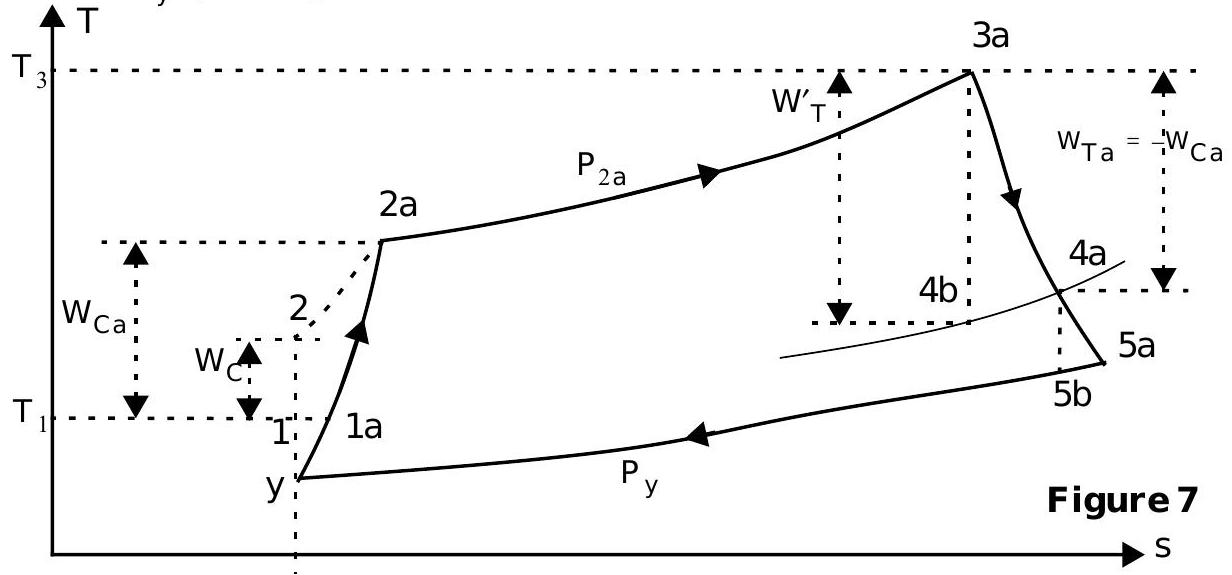 T
3a
T3
W′T
WTa = –WCa
P2a
2a
4a
4b
2
WCa
WC
5a
5b
T1
1
1a
y
Py
Figure 7
s